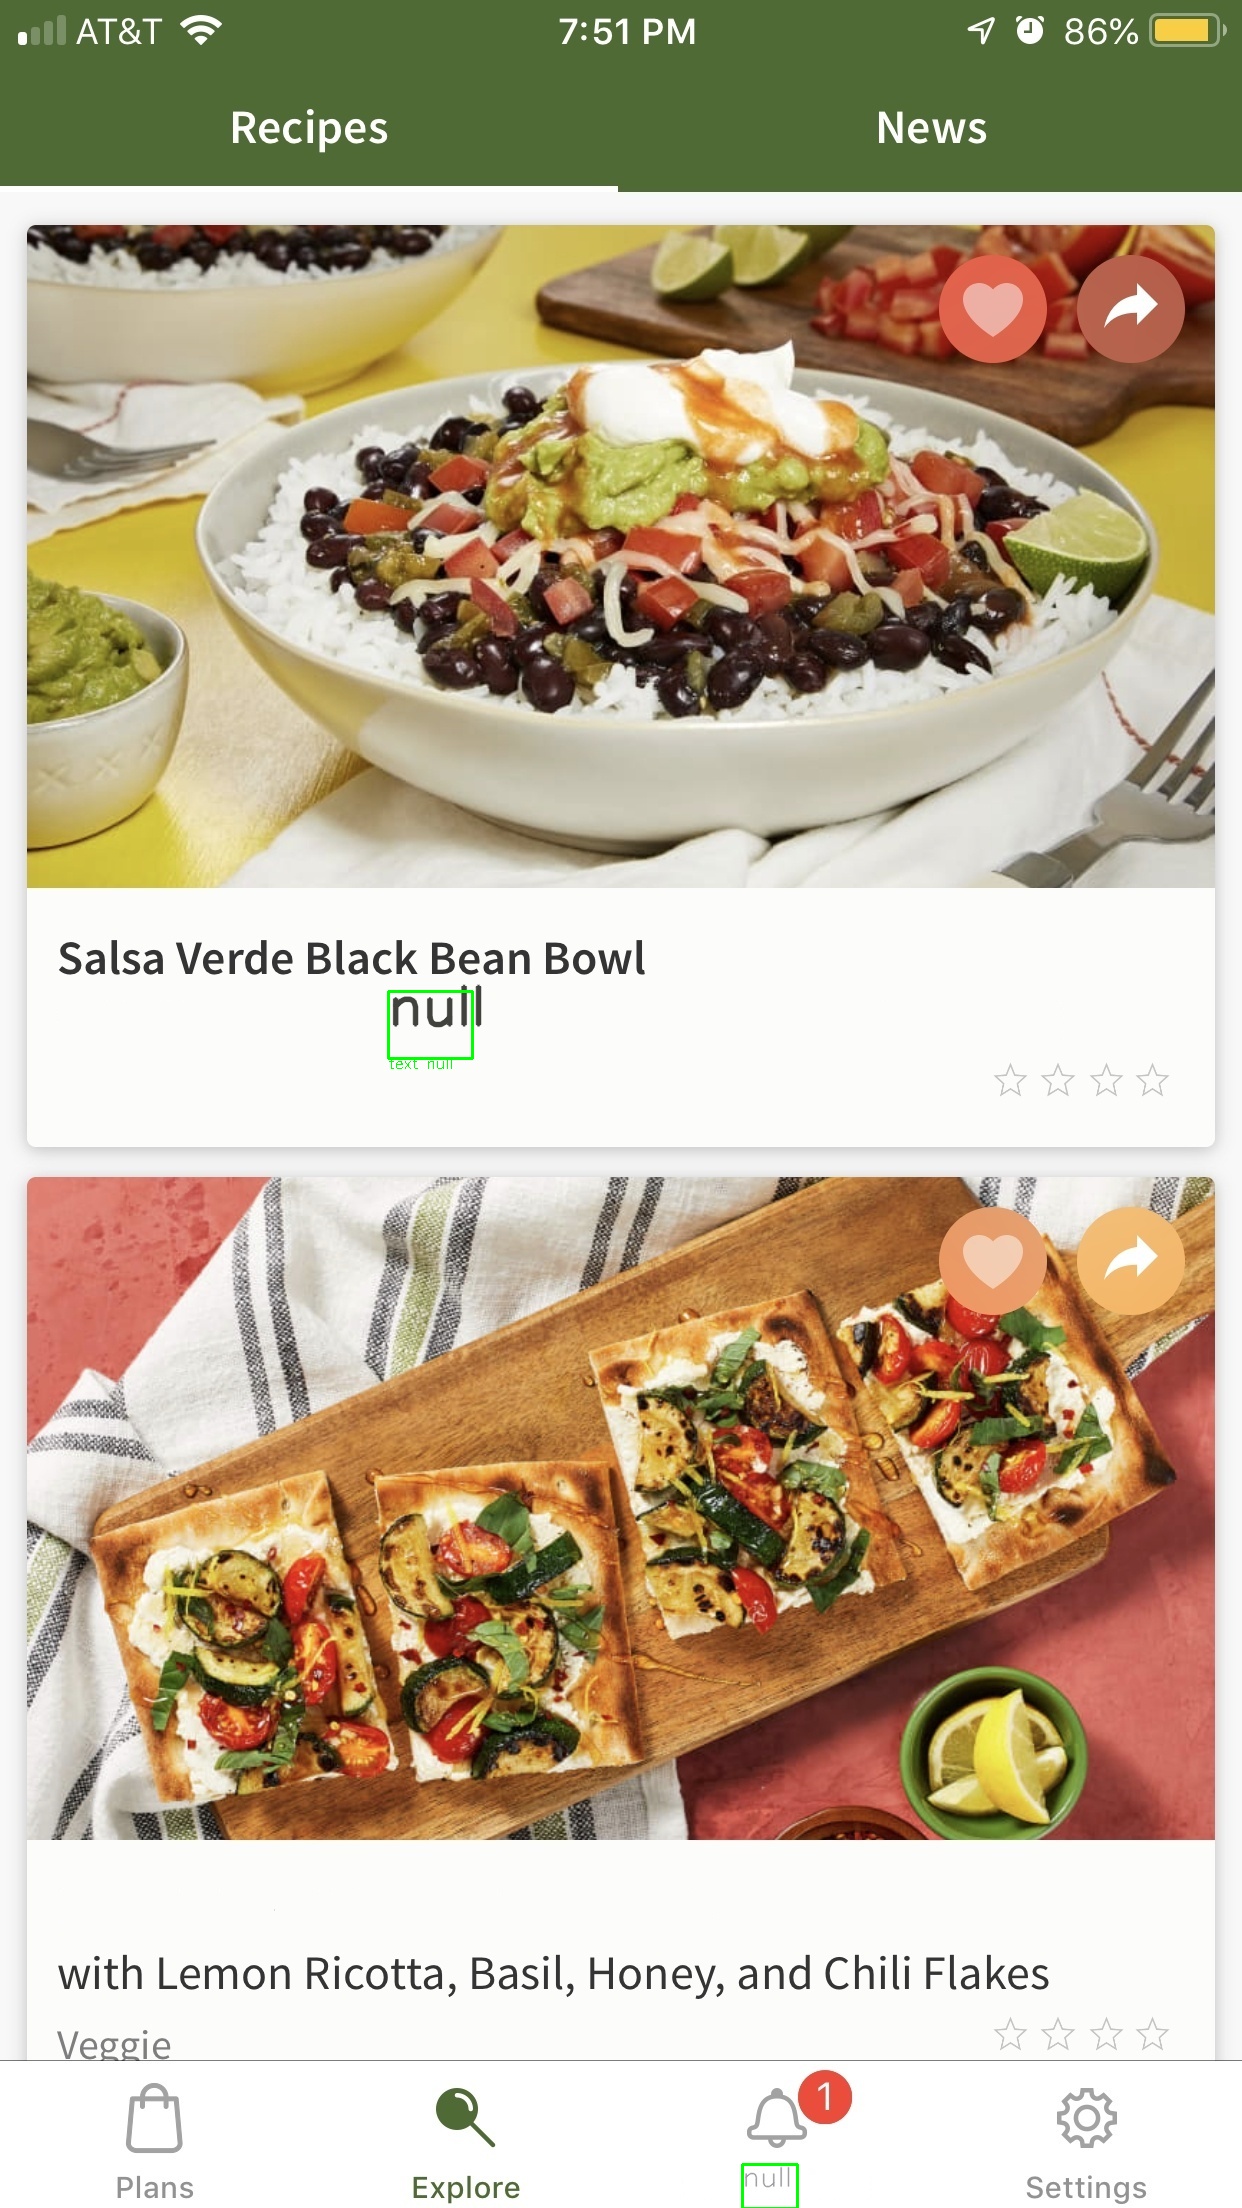 AT&T 7:51 PM 86%
Recipes News
Salsa Verde Black Bean Bowl
null
text null
with Lemon Ricotta, Basil, Honey, and Chili Flakes
Veggie
1
Plans Explore null Settings